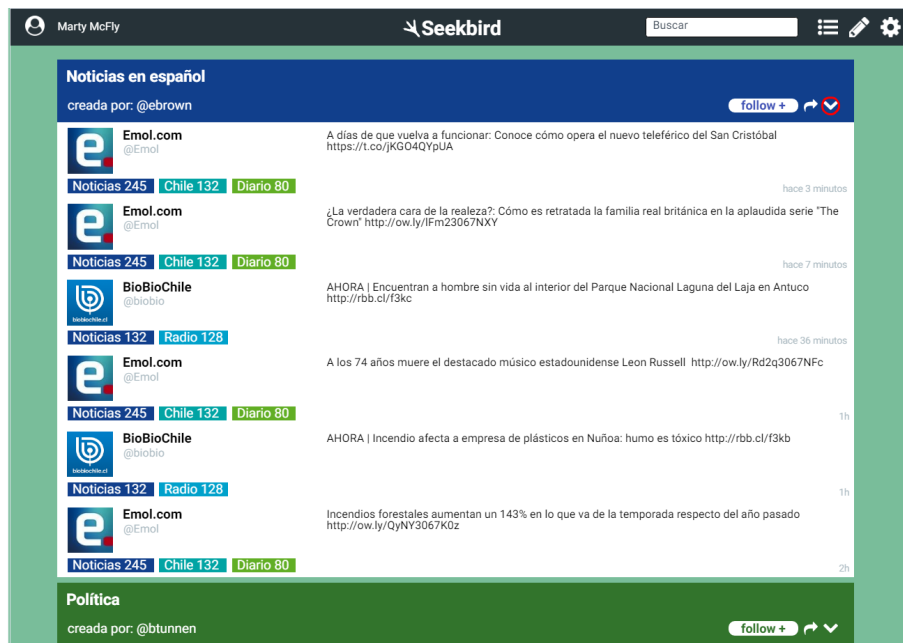 Marty McFly
Seekbird
Buscar
Noticias en español
creada por: @ebrown
follow +
Emol.com
@Emol
A días de que vuelva a funcionar: Conoce cómo opera el nuevo teleférico del San Cristóbal
https://t.co/jKGO4QYpUA
Noticias 245 Chile 132 Diario 80
hace 3 minutos
Emol.com
@Emol
¿La verdadera cara de la realeza?: Cómo es retratada la familia real británica en la aplaudida serie "The
Crown" http://ow.ly/IFm23067NXY
Noticias 245 Chile 132 Diario 80
hace 7 minutos
BioBioChile
@biobio
biobiochile.cl
AHORA | Encuentran a hombre sin vida al interior del Parque Nacional Laguna del Laja en Antuco
http://rbb.cl/f3kc
Noticias 132 Radio 128
hace 36 minutos
Emol.com
@Emol
A los 74 años muere el destacado músico estadounidense Leon Russell http://ow.ly/Rd2q3067NFc
Noticias 245 Chile 132 Diario 80
1h
BioBioChile
@biobio
biobiochile.cl
AHORA | Incendio afecta a empresa de plásticos en Nuñoa: humo es tóxico http://rbb.cl/f3kb
Noticias 132 Radio 128
1h
Emol.com
@Emol
Incendios forestales aumentan un 143% en lo que va de la temporada respecto del año pasado
http://ow.ly/QyNY3067K0z
Noticias 245 Chile 132 Diario 80
2h
Política
creada por: @btunnen
follow +